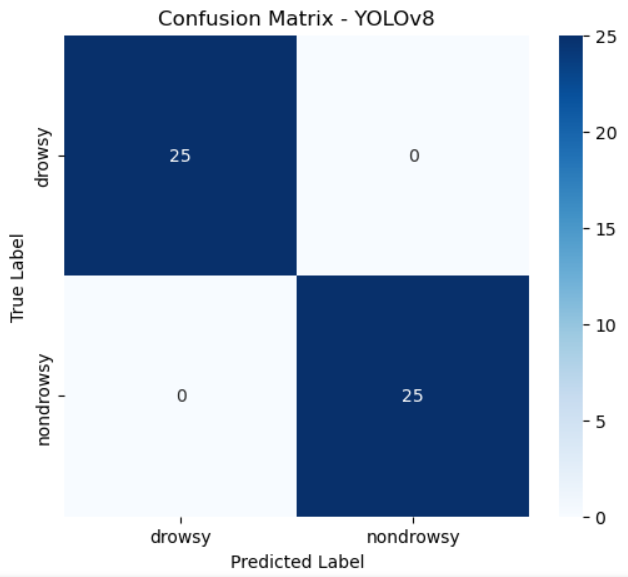 Confusion Matrix - YOLOv8
True Label
drowsy
25
0
nondrowsy
0
25
drowsy
nondrowsy
Predicted Label
25
20
15
10
5
0